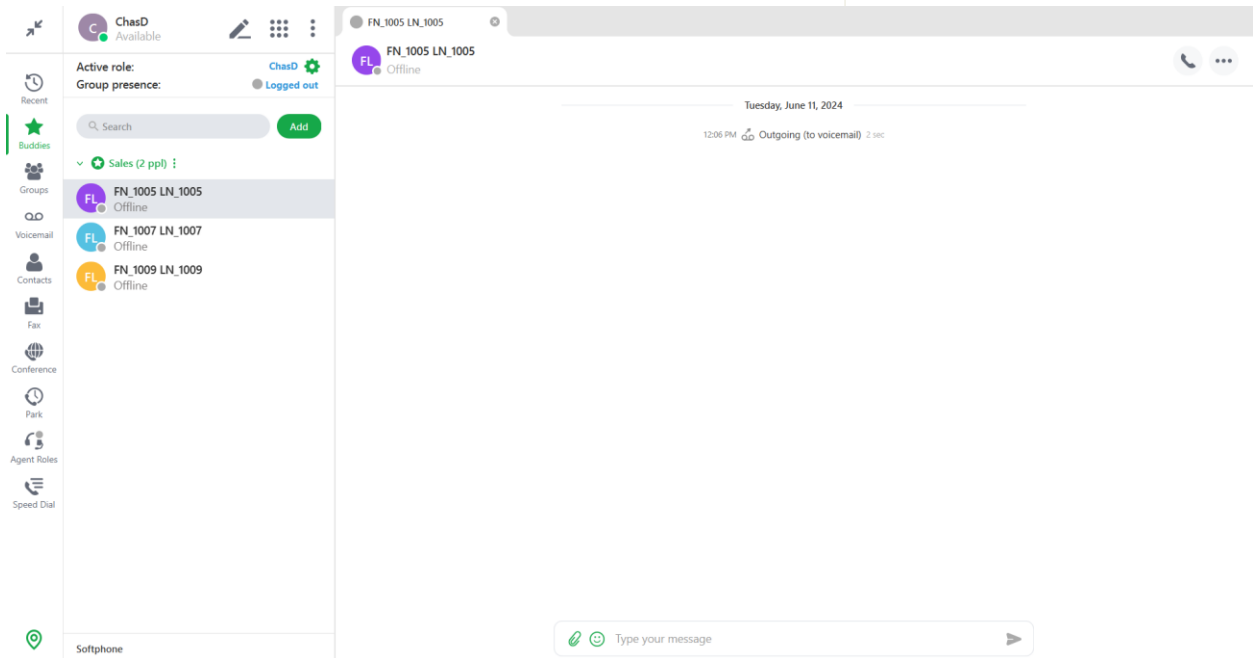 C
ChasD
Available
Active role:
ChasD
Group presence:
Logged out
Recent
Buddies
Groups
Voicemail
Contacts
Fax
Conference
Park
Agent Roles
Speed Dial
Search
Add
Sales (2 ppl)
FL
FN_1005 LN_1005
Offline
FL
FN_1007 LN_1007
Offline
FL
FN_1009 LN_1009
Offline
Softphone
FN_1005 LN_1005
FL
FN_1005 LN_1005
Offline
Tuesday, June 11, 2024
12:06 PM Outgoing (to voicemail) 2 sec
Type your message